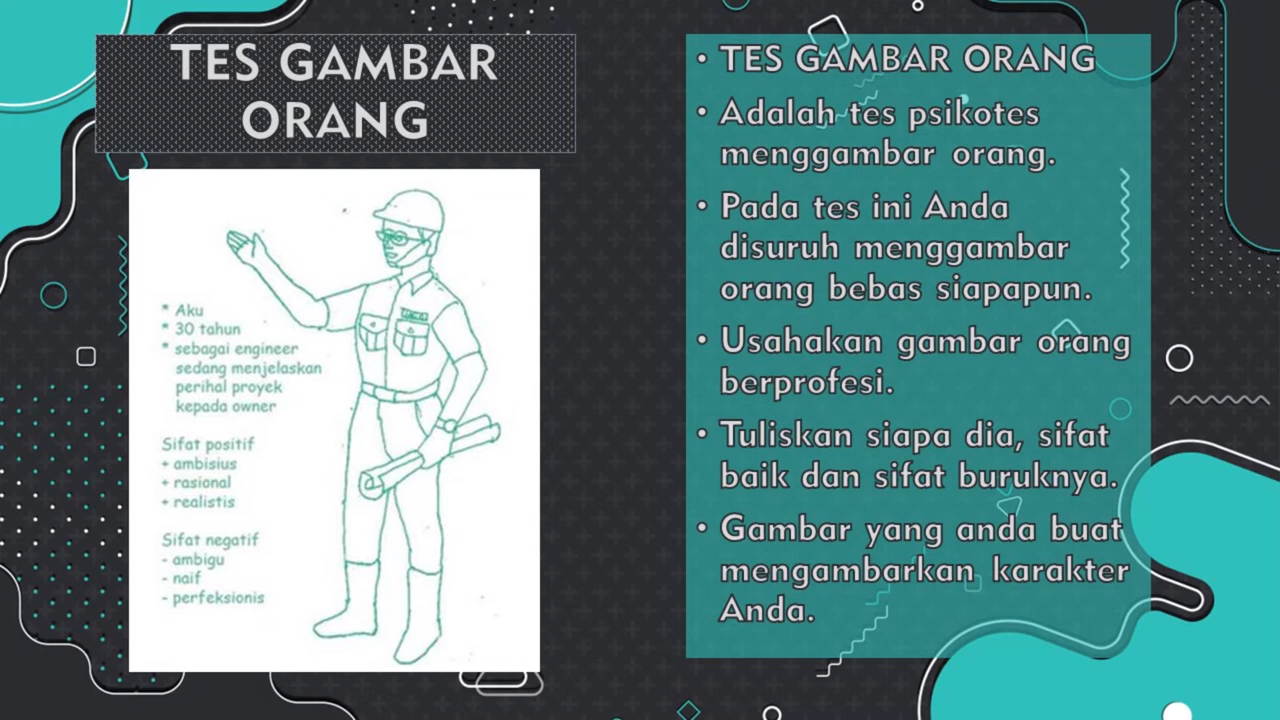 TES GAMBAR
ORANG
* Aku
* 30 tahun
* sebagai engineer
sedang menjelaskan
perihal proyek
kepada owner
Sifat positif
+ ambisius
+ rasional
+ realistis
Sifat negatif
- ambigu
- naif
- perfeksionis
• TES GAMBAR ORANG
• Adalah tes psikotes
menggambar orang.
• Pada tes ini Anda
disuruh menggambar
orang bebas siapapun.
• Usahakan gambar orang
berprofesi.
• Tuliskan siapa dia, sifat
baik dan sifat buruknya.
• Gambar yang anda buat
mengambarkan karakter
Anda.